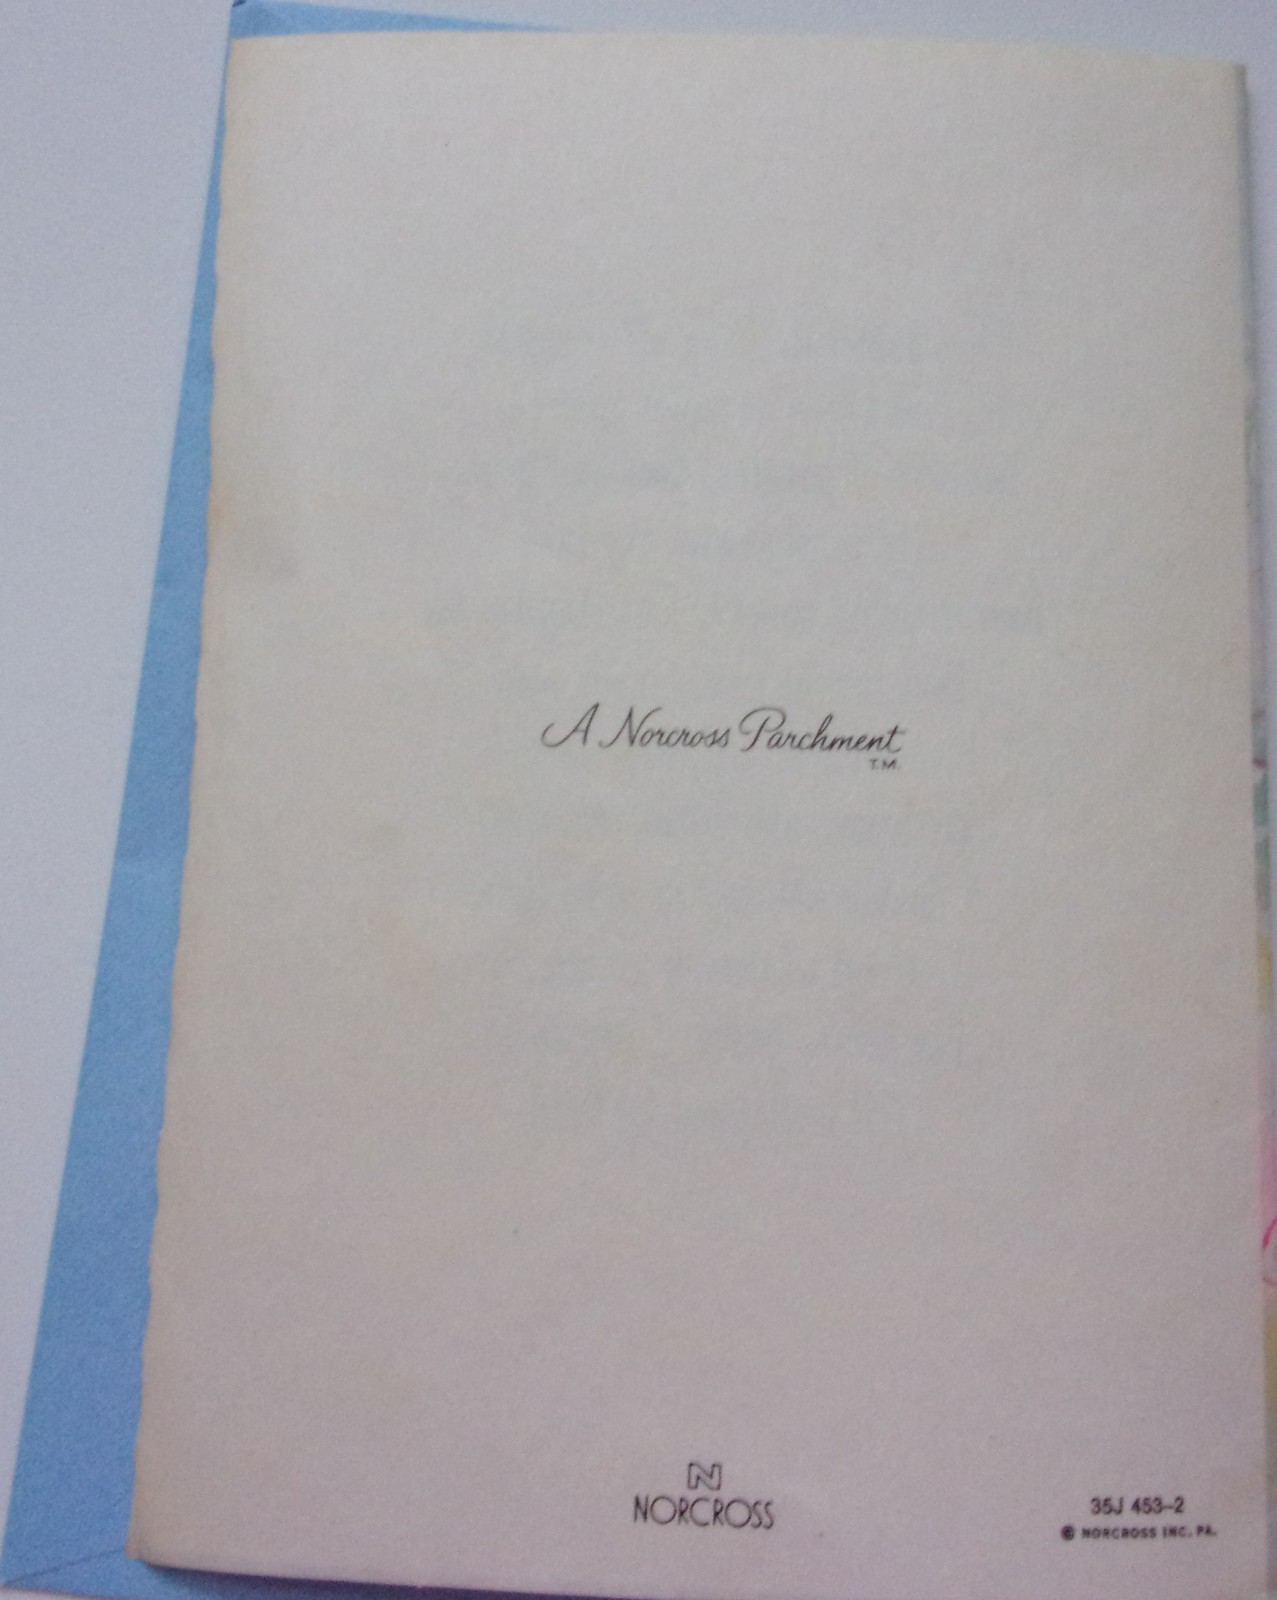 A Norcross Parchment
T.M.
N
NORCROSS
35J 453-2
© NORCROSS INC. PA.